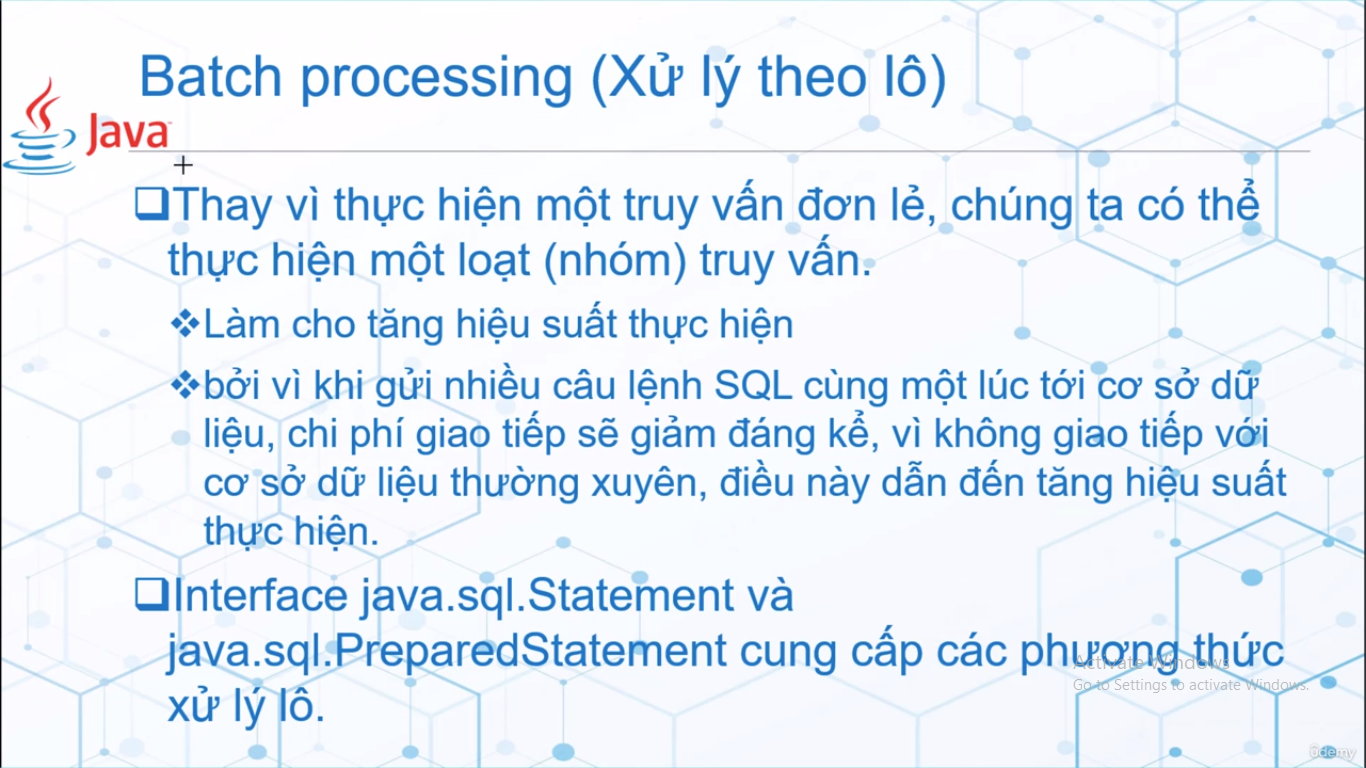 Batch processing (Xử lý theo lô)
Java
Thay vì thực hiện một truy vấn đơn lẻ, chúng ta có thể
thực hiện một loạt (nhóm) truy vấn.
Làm cho tăng hiệu suất thực hiện
bởi vì khi gửi nhiều câu lệnh SQL cùng một lúc tới cơ sở dữ
liệu, chi phí giao tiếp sẽ giảm đáng kể, vì không giao tiếp với
cơ sở dữ liệu thường xuyên, điều này dẫn đến tăng hiệu suất
thực hiện.
Interface java.sql.Statement và
java.sql.PreparedStatement cung cấp các phương thức
xử lý lô.
Activate Windows
Go to Settings to activate Windows.
ûdemy